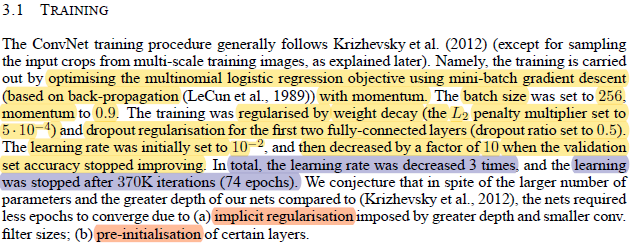 3.1 TRAINING
The ConvNet training procedure generally follows Krizhevsky et al. (2012) (except for sampling
the input crops from multi-scale training images, as explained later). Namely, the training is carried
out by optimising the multinomial logistic regression objective using mini-batch gradient descent
(based on back-propagation (LeCun et al., 1989)) with momentum. The batch size was set to 256,
momentum to 0.9. The training was regularised by weight decay (the L₂ penalty multiplier set to
5 · 10⁻⁴) and dropout regularisation for the first two fully-connected layers (dropout ratio set to 0.5).
The learning rate was initially set to 10⁻², and then decreased by a factor of 10 when the validation
set accuracy stopped improving. In total, the learning rate was decreased 3 times, and the learning
was stopped after 370K iterations (74 epochs). We conjecture that in spite of the larger number of
parameters and the greater depth of our nets compared to (Krizhevsky et al., 2012), the nets required
less epochs to converge due to (a) implicit regularisation imposed by greater depth and smaller conv.
filter sizes; (b) pre-initialisation of certain layers.